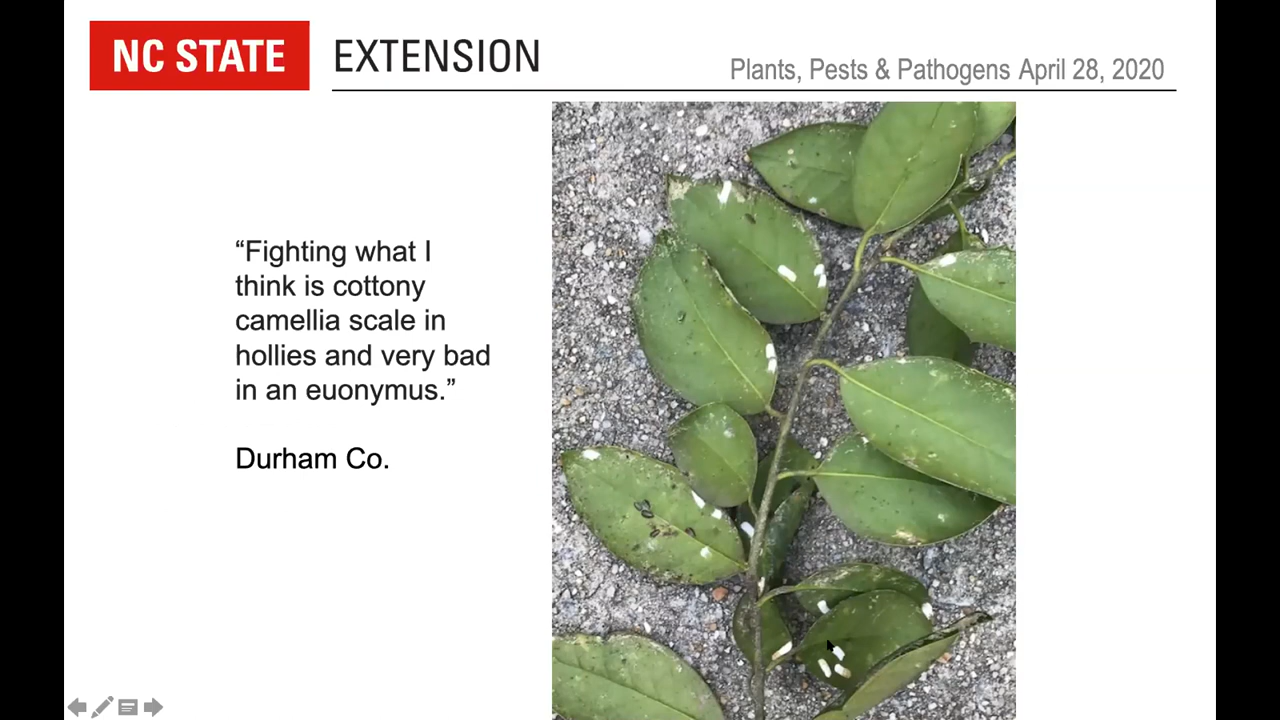 NC STATE EXTENSION
Plants, Pests & Pathogens April 28, 2020
“Fighting what I
think is cottony
camellia scale in
hollies and very bad
in an euonymus.”
Durham Co.